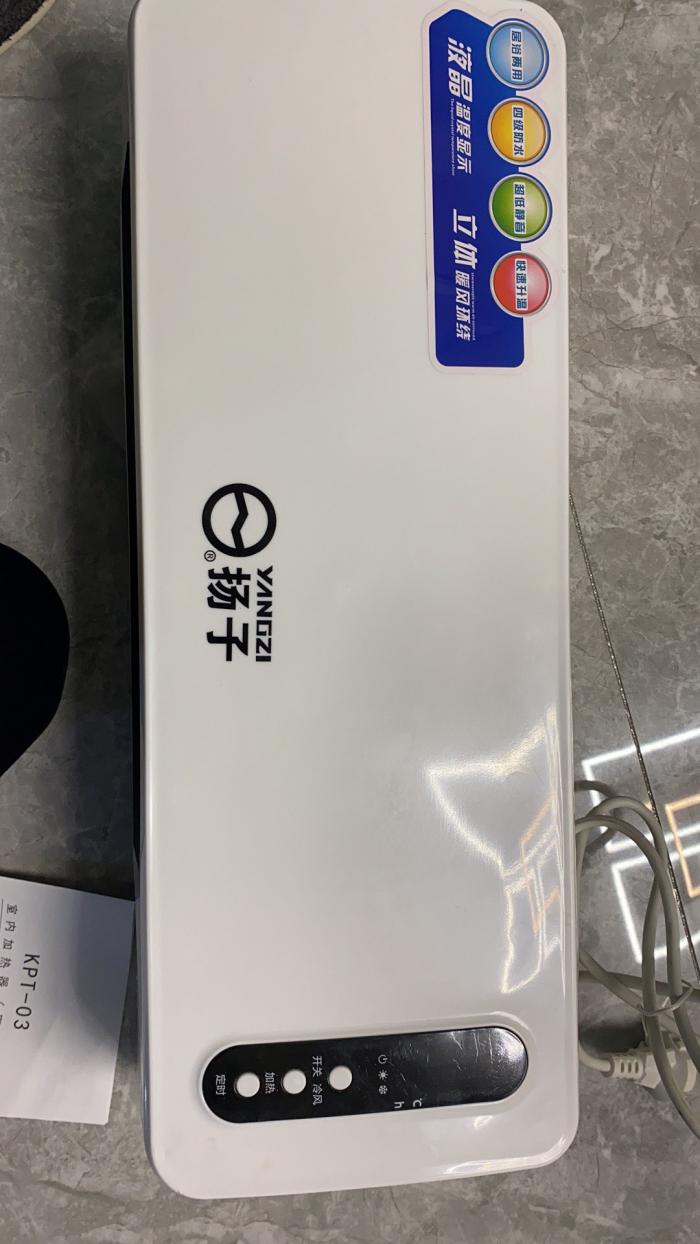 居浴两用
四级防水
超低静音
快速升温
液晶温度显示
立体暖风环绕
YANGZI
扬子®
℃
h
开关 冷风
加热
定时
KPT-03
室内加热器